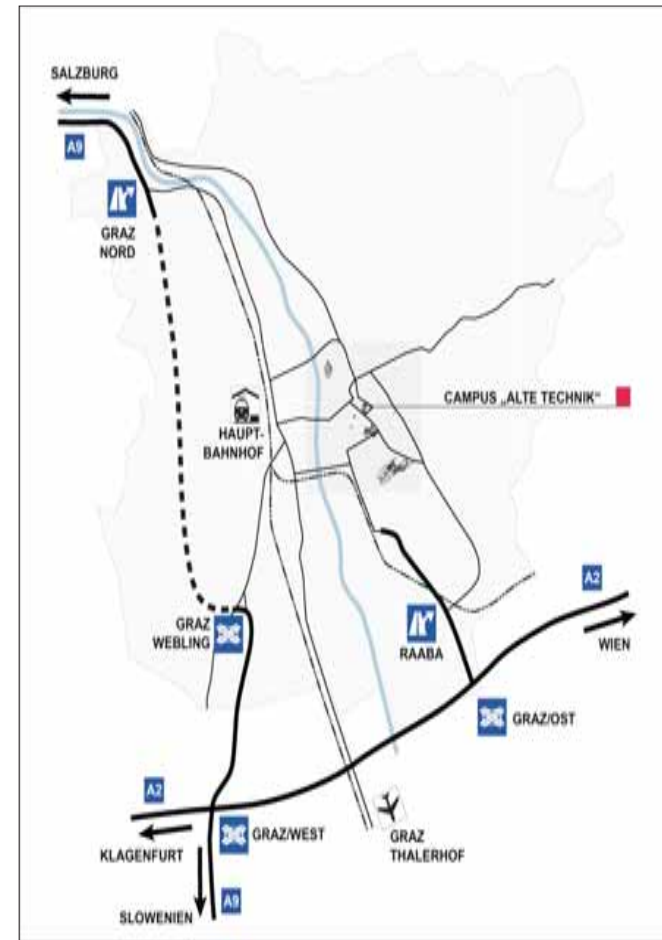 SALZBURG
A9
GRAZ
NORD
CAMPUS „ALTE TECHNIK“
HAUPT-
BAHNHOF
A2
GRAZ
WEBLING
RAABA
WIEN
GRAZ/OST
A2
GRAZ/WEST
KLAGENFURT
GRAZ
THALERHOF
A9
SLOWENIEN